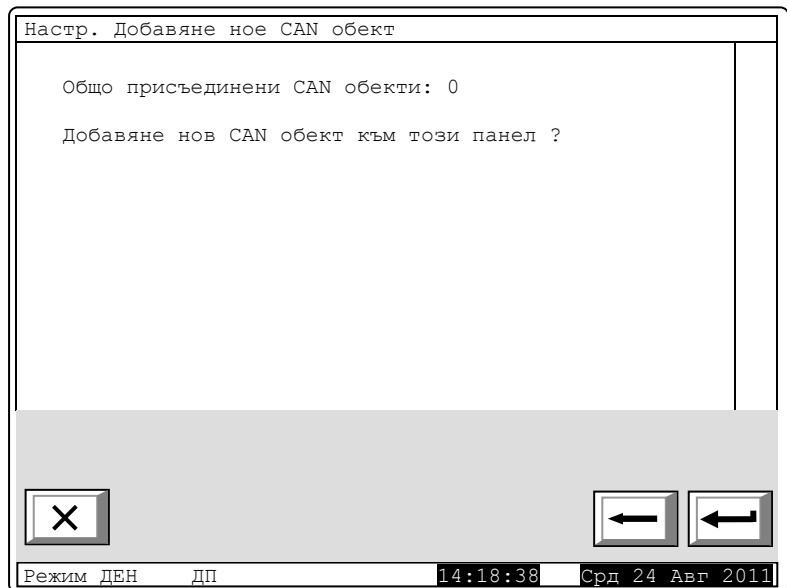 Настр. Добавяне ное CAN обект
Общо присъединени CAN обекти: 0
Добавяне нов CAN обект към този панел ?
Режим ДЕН ДП 14:18:38 Срд 24 Авг 2011